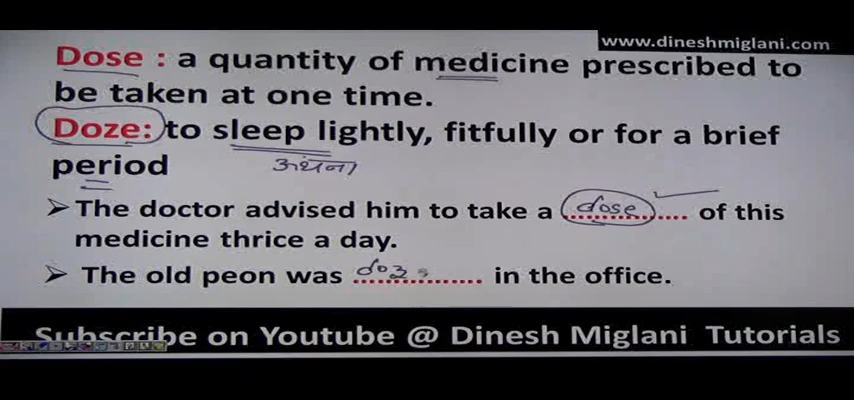 www.dineshmiglani.com
Dose : a quantity of medicine prescribed to
be taken at one time.
Doze: to sleep lightly, fitfully or for a brief
period ऊंघना
➢ The doctor advised him to take a dose of this
medicine thrice a day.
➢ The old peon was doz in the office.
Subscribe on Youtube @ Dinesh Miglani Tutorials